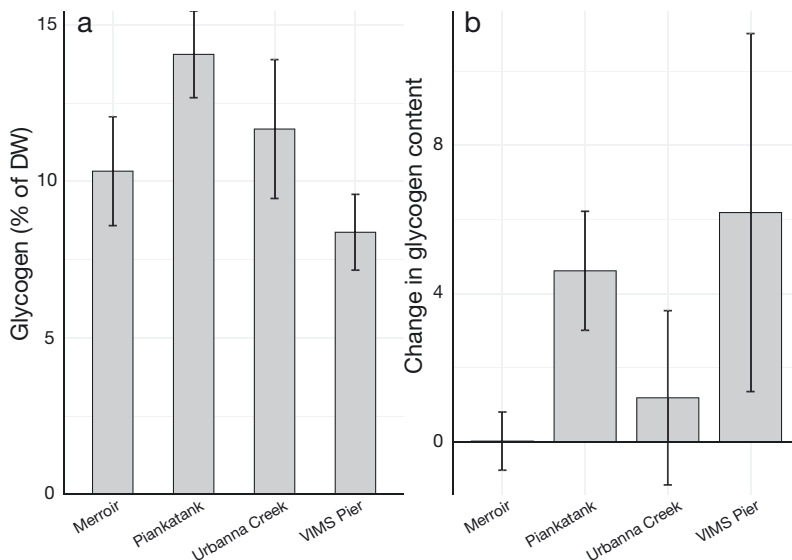 a
Glycogen (% of DW)
15
10
5
0
Merroir
Piankatank
Urbanna Creek
VIMS Pier
b
Change in glycogen content
8
4
0
Merroir
Piankatank
Urbanna Creek
VIMS Pier